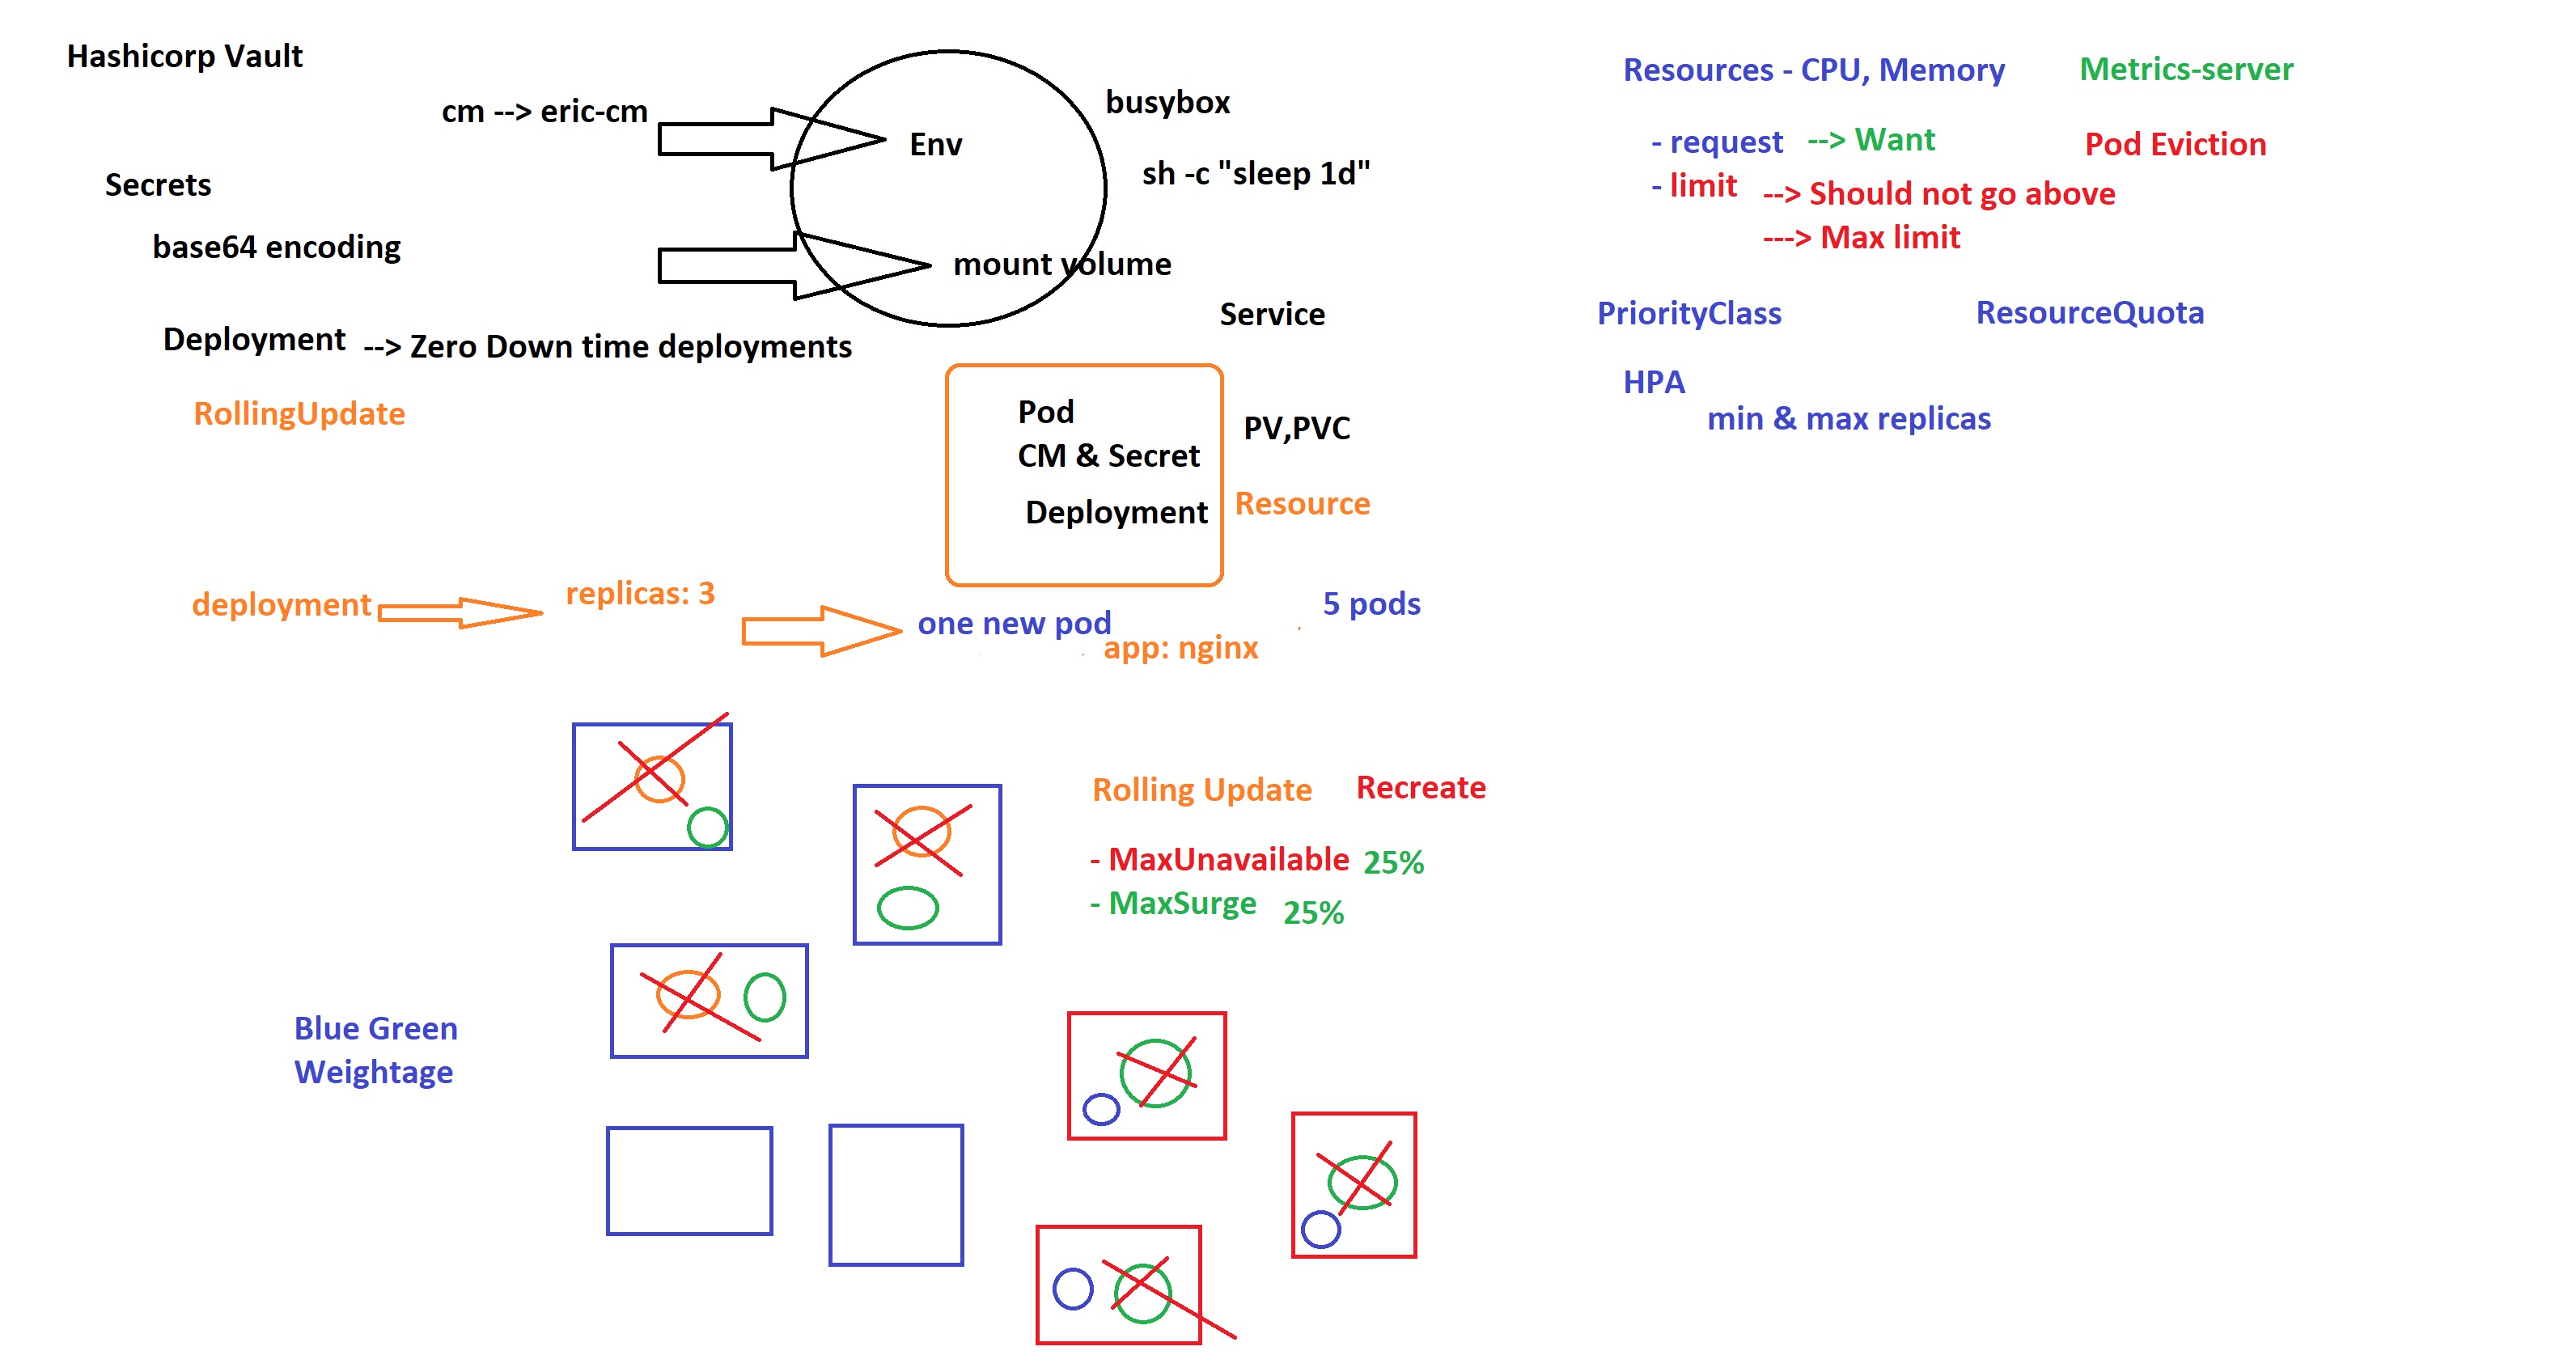 Hashicorp Vault
cm --> eric-cm
Env
busybox
sh -c "sleep 1d"
Secrets
base64 encoding
mount volume
Service
Deployment --> Zero Down time deployments
RollingUpdate
Pod
CM & Secret
Deployment
PV,PVC
Resource
deployment
replicas: 3
one new pod
app: nginx
5 pods
Rolling Update
Recreate
- MaxUnavailable 25%
- MaxSurge 25%
Blue Green
Weightage
Resources - CPU, Memory
Metrics-server
- request --> Want
Pod Eviction
- limit --> Should not go above
---> Max limit
PriorityClass
ResourceQuota
HPA
min & max replicas